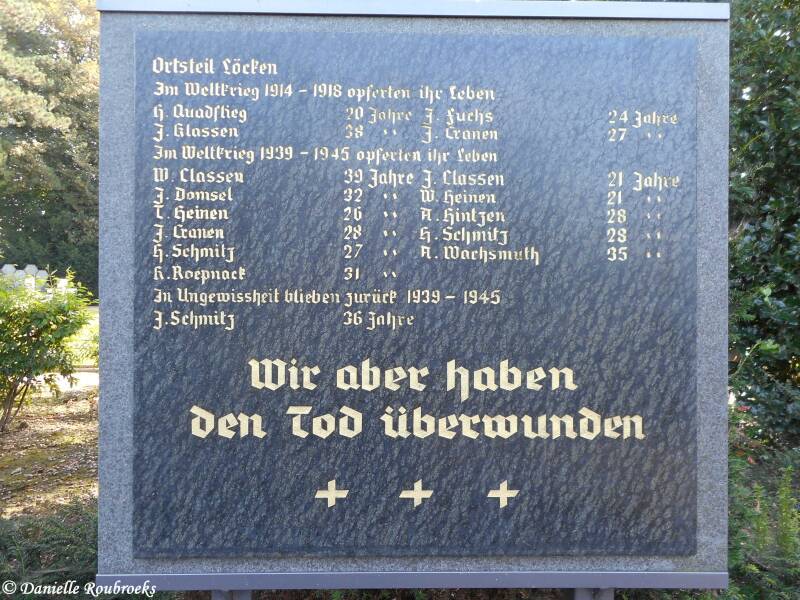 Ortsteil Löcken
Im Weltkrieg 1914 - 1918 opferten ihr Leben
H. Quadflieg 20 Jahre J. Fuchs 24 Jahre
J. Klassen 38 " J. Cranen 27 "
Im Weltkrieg 1939 - 1945 opferten ihr Leben
W. Classen 39 Jahre J. Classen 21 Jahre
J. Domsel 32 " W. Heinen 21 "
T. Heinen 26 " A. Hintzen 28 "
J. Cranen 28 " H. Schmitz 28 "
H. Schmitz 27 " A. Wachsmuth 35 "
K. Roepnack 31 "
In Ungewissheit blieben zurück 1939 - 1945
J. Schmitz 36 Jahre
Wir aber haben
den Tod überwunden
© Danielle Roubroeks